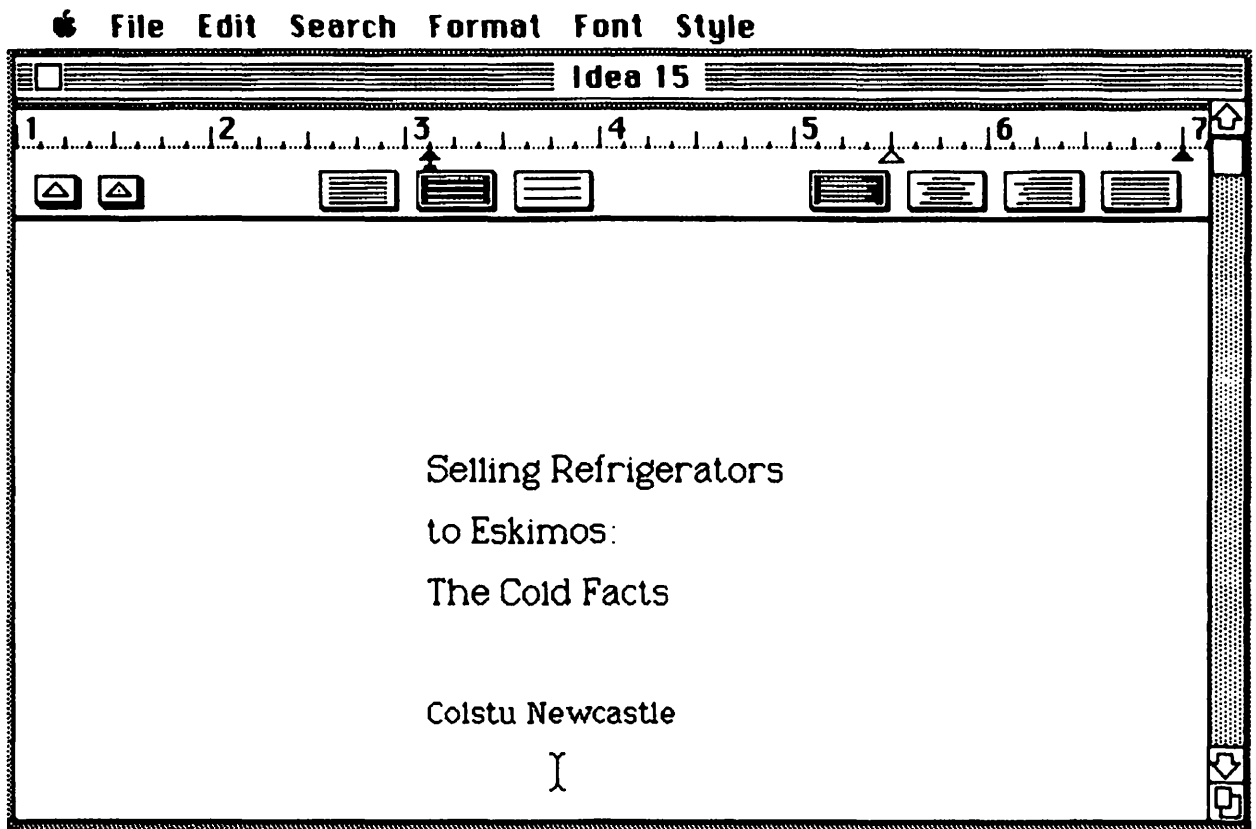 File Edit Search Format Font Style
Idea 15
1 2 3 4 5 6 7
Selling Refrigerators
to Eskimos:
The Cold Facts
Colstu Newcastle